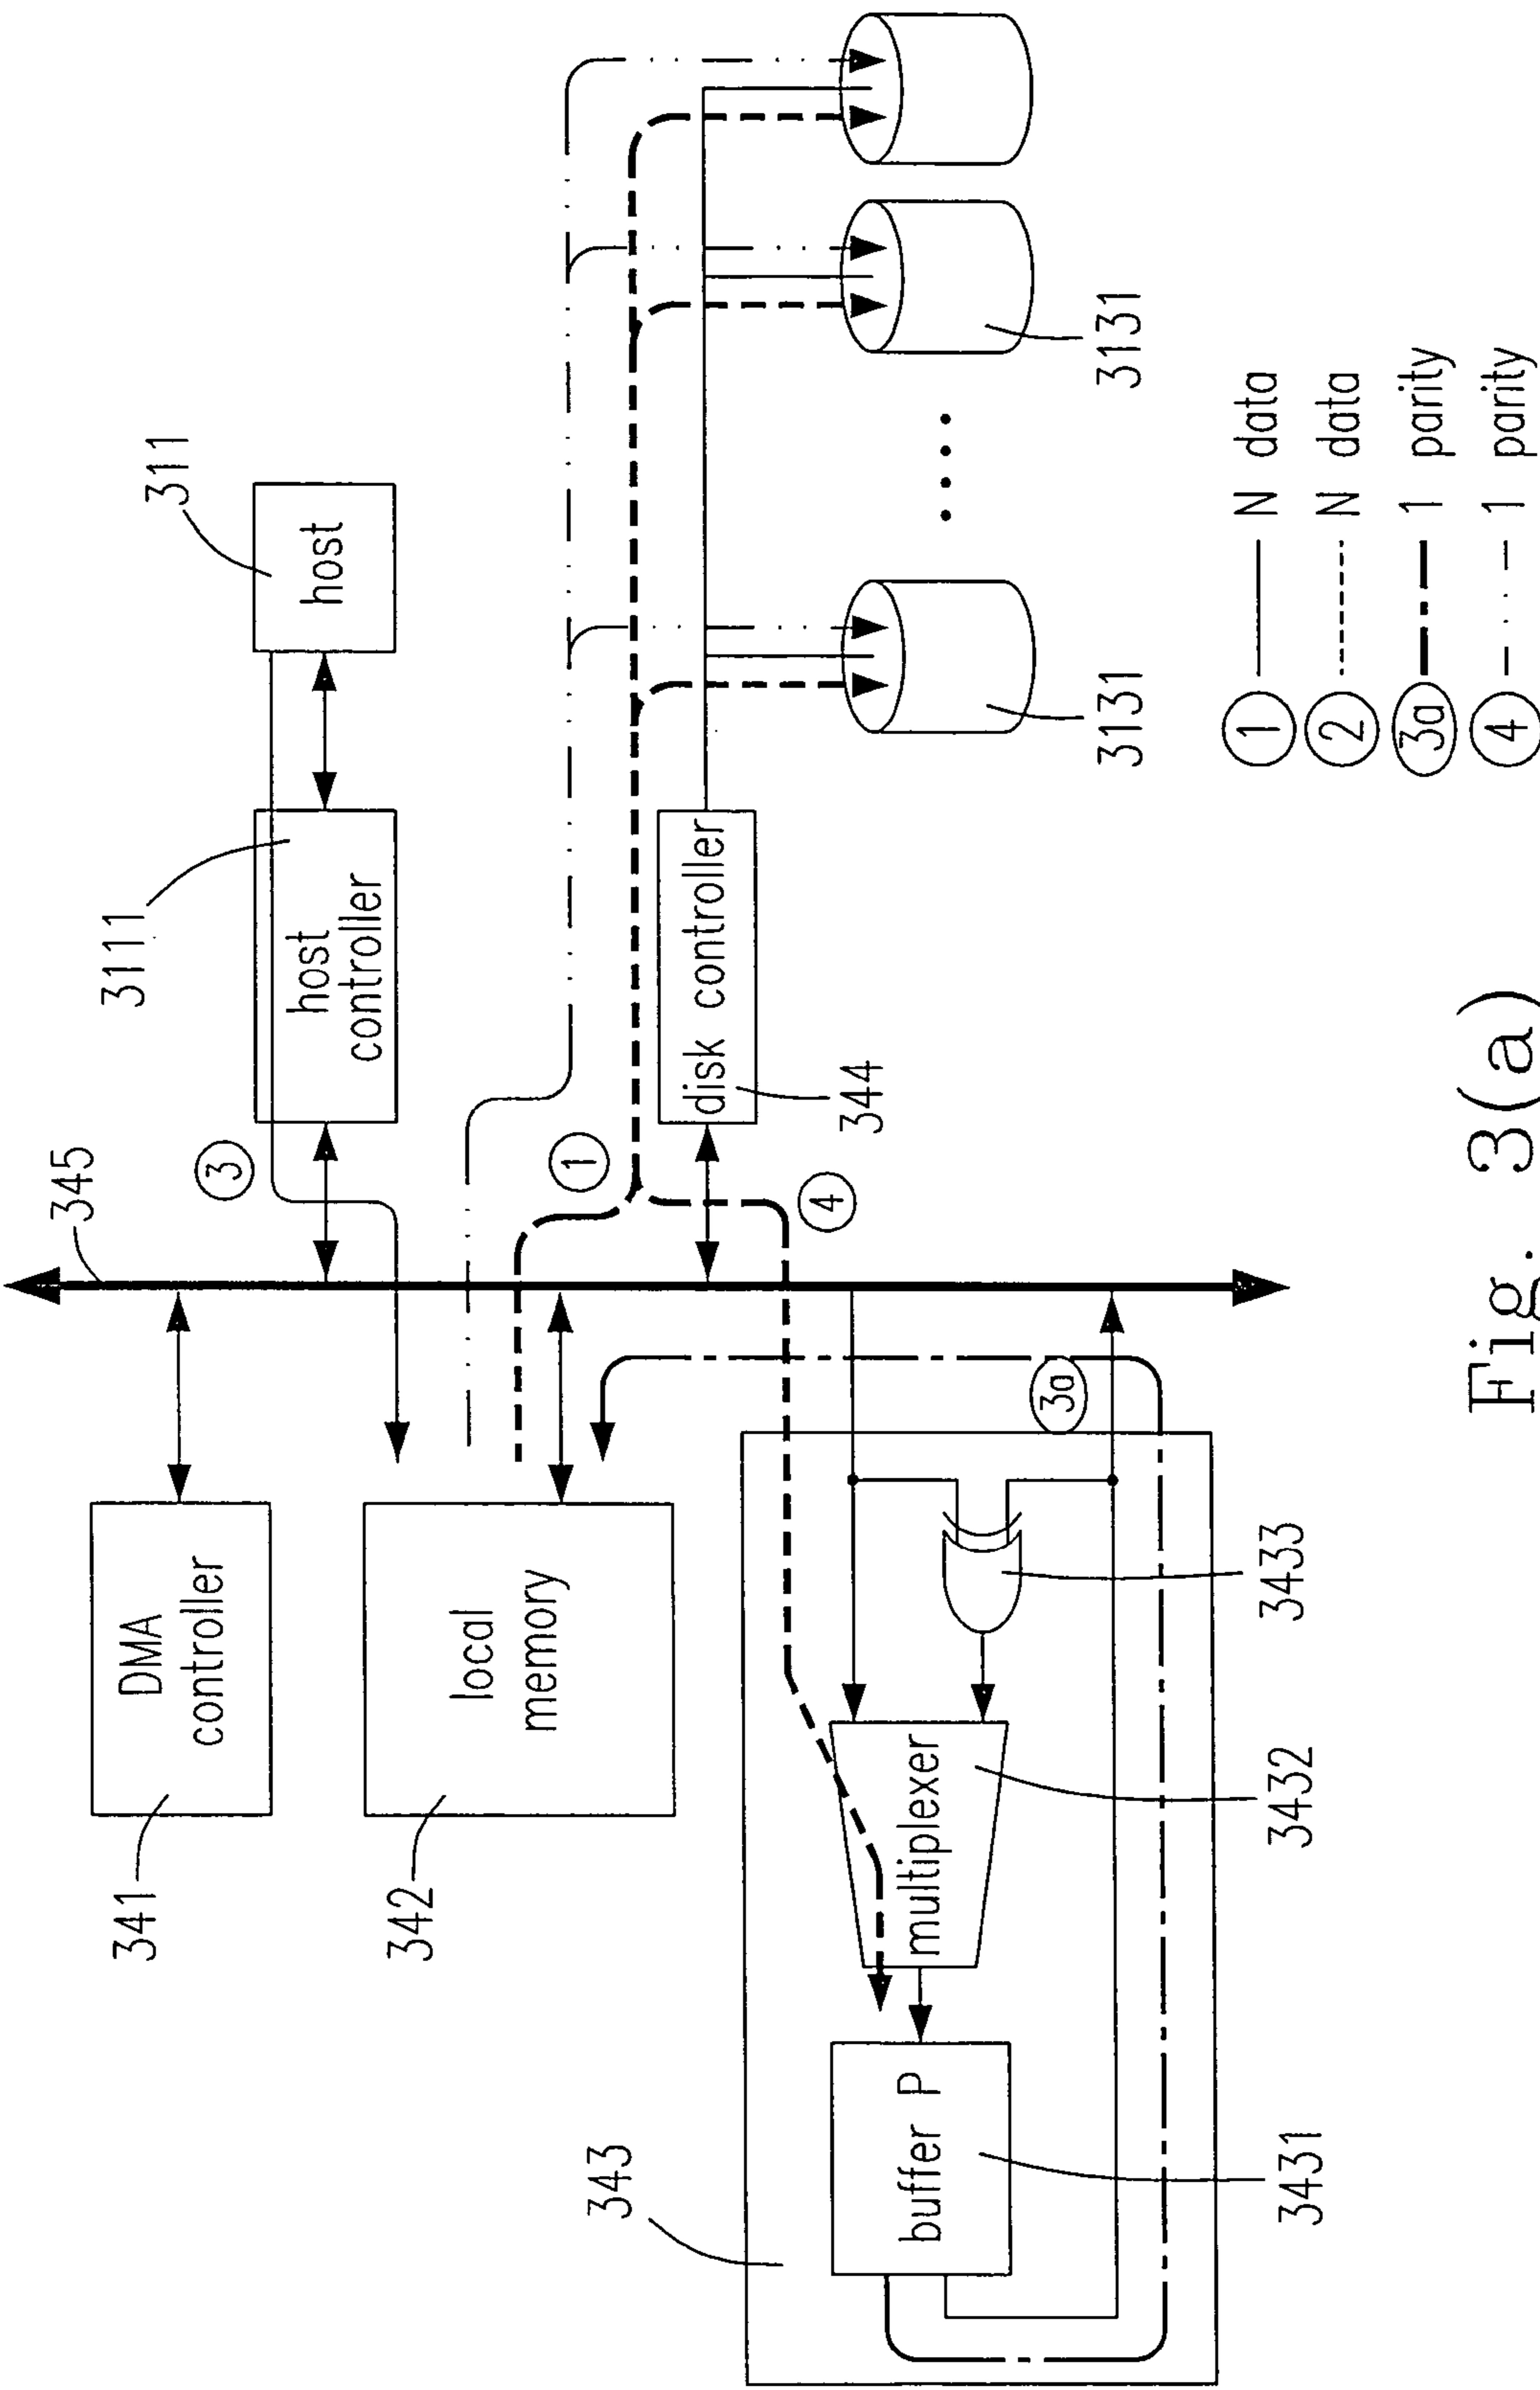 345
341
3111
311
DMA
controller
3
host
controller
host
342
local
memory
1
343
disk controller
344
4
buffer P
multiplexer
3a
3131
....
3131
3431
3432
3433
1 N data
2 N data
3a 1 parity
4 1 parity
Fig. 3(a)